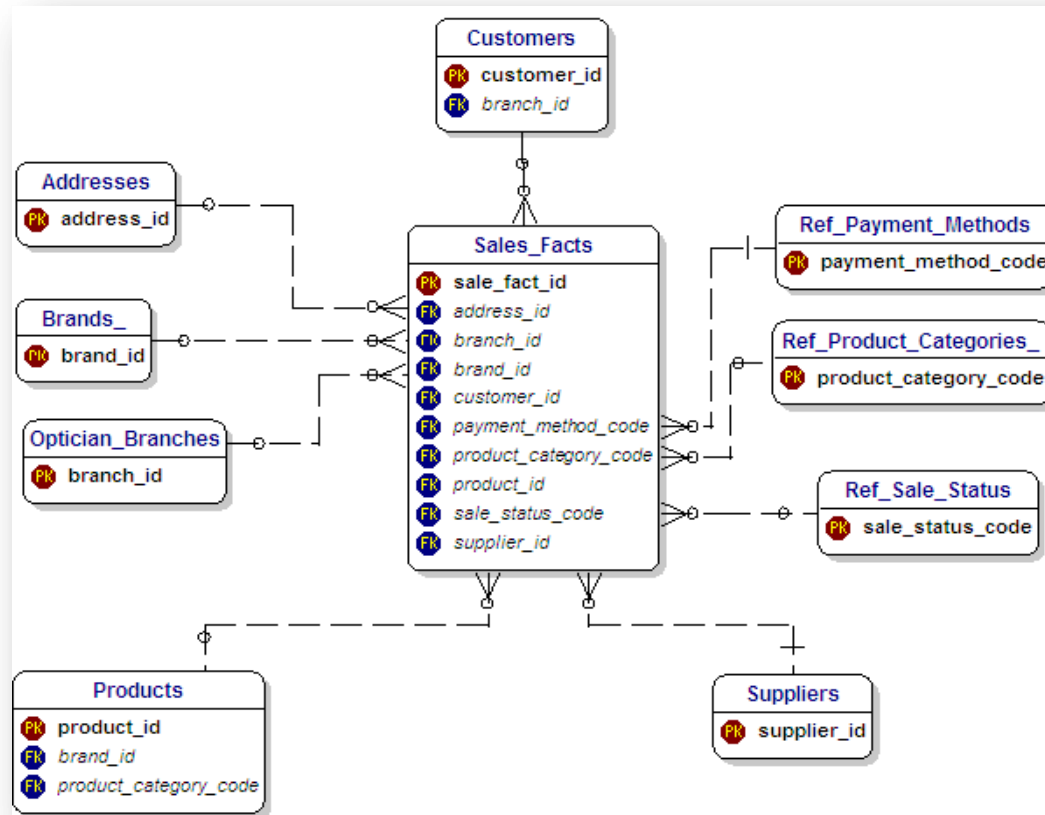 Customers
PK customer_id
FK branch_id
Addresses
PK address_id
Brands_
PK brand_id
Optician_Branches
PK branch_id
Sales_Facts
PK sale_fact_id
FK address_id
FK branch_id
FK brand_id
FK customer_id
FK payment_method_code
FK product_category_code
FK product_id
FK sale_status_code
FK supplier_id
Ref_Payment_Methods
PK payment_method_code
Ref_Product_Categories_
PK product_category_code
Ref_Sale_Status
PK sale_status_code
Products
PK product_id
FK brand_id
FK product_category_code
Suppliers
PK supplier_id